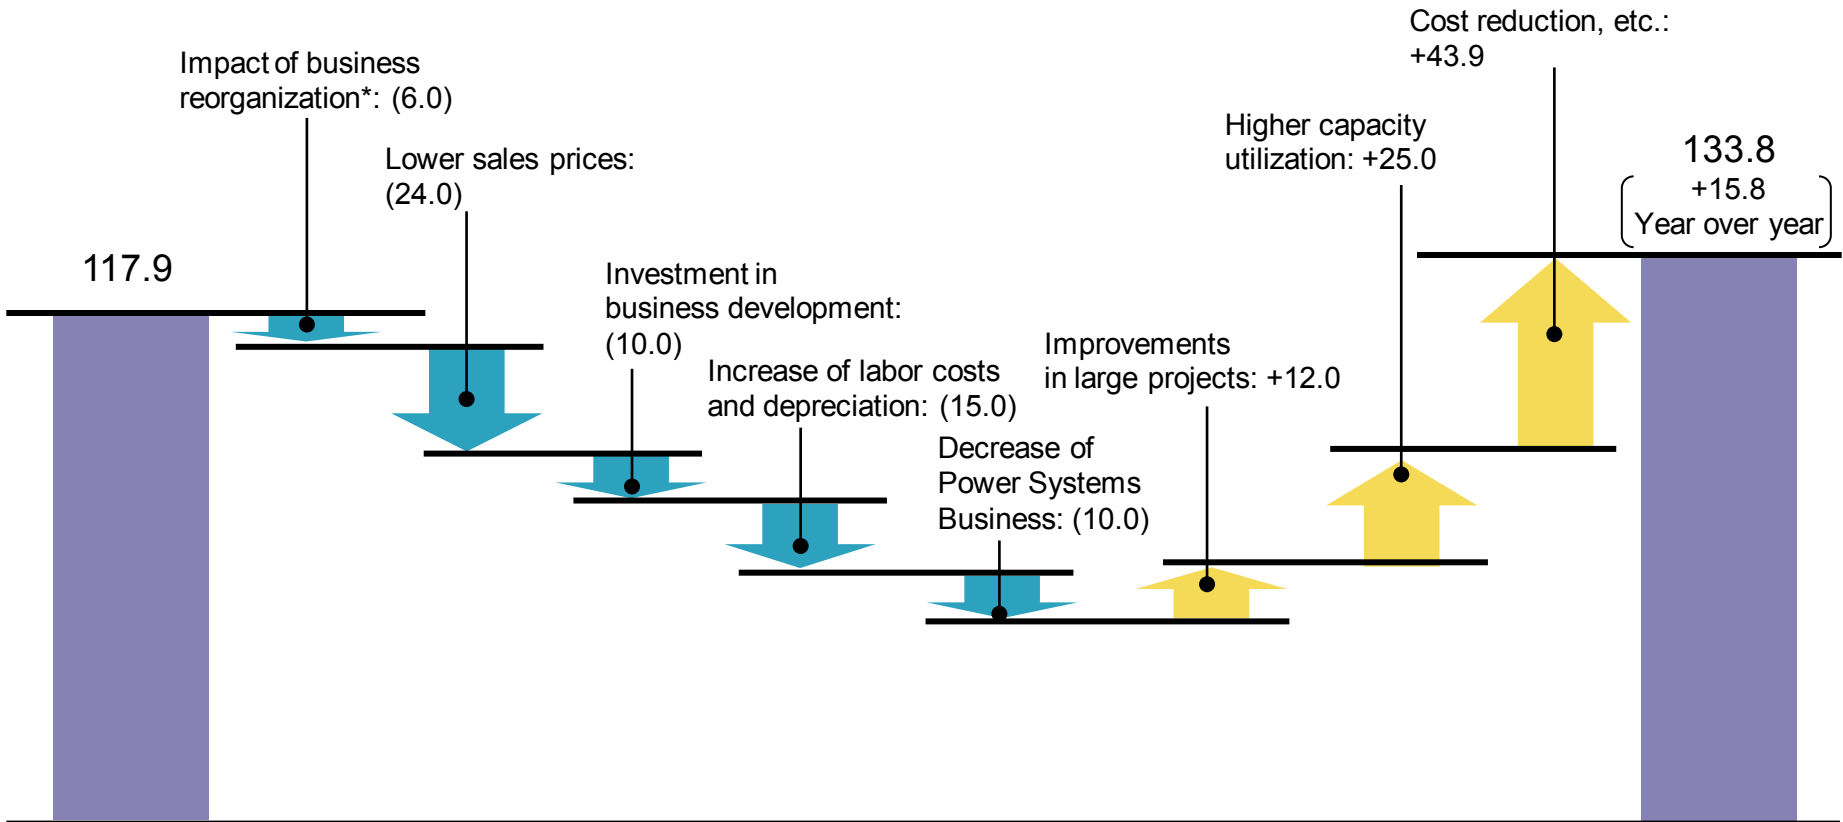 117.9
Impact of business
reorganization*: (6.0)
Lower sales prices:
(24.0)
Investment in
business development:
(10.0)
Increase of labor costs
and depreciation: (15.0)
Decrease of
Power Systems
Business: (10.0)
Improvements
in large projects: +12.0
Higher capacity
utilization: +25.0
Cost reduction, etc.:
+43.9
133.8
+15.8
Year over year